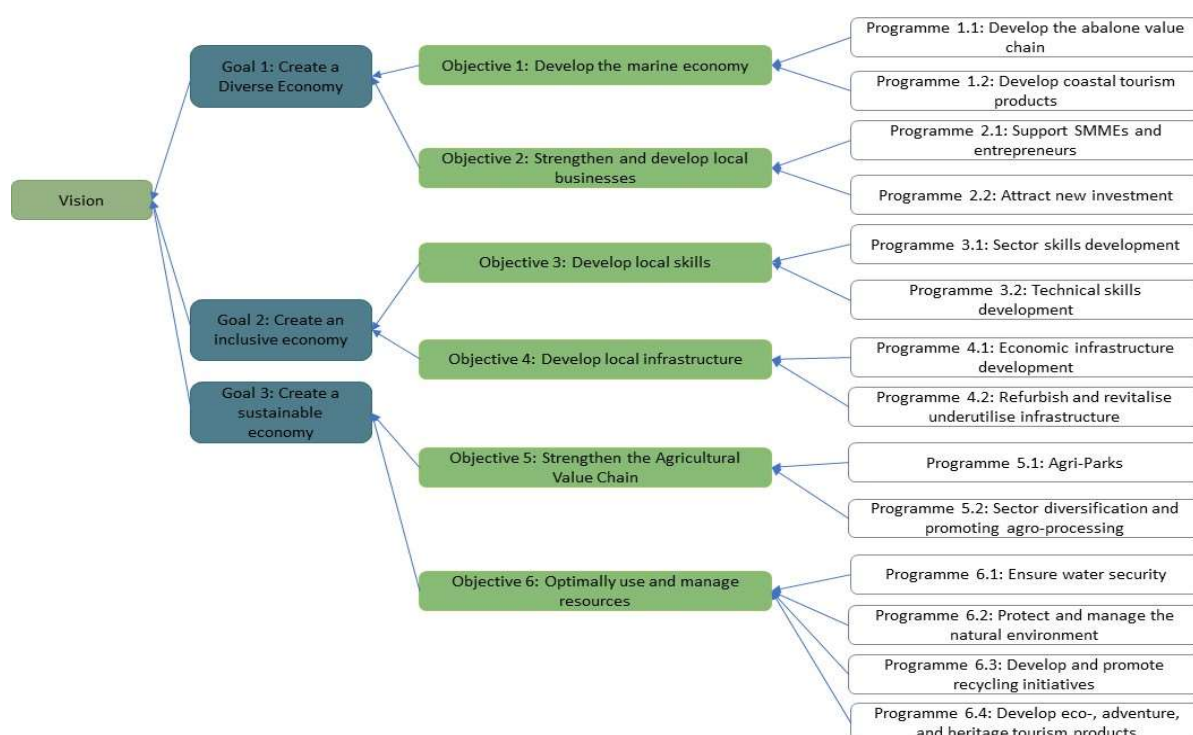 Vision
Goal 1: Create a
Diverse Economy
Goal 2: Create an
inclusive economy
Goal 3: Create a
sustainable
economy
Objective 1: Develop the marine economy
Objective 2: Strengthen and develop local
businesses
Objective 3: Develop local skills
Objective 4: Develop local infrastructure
Objective 5: Strengthen the Agricultural
Value Chain
Objective 6: Optimally use and manage
resources
Programme 1.1: Develop the abalone value
chain
Programme 1.2: Develop coastal tourism
products
Programme 2.1: Support SMMEs and
entrepreneurs
Programme 2.2: Attract new investment
Programme 3.1: Sector skills development
Programme 3.2: Technical skills
development
Programme 4.1: Economic infrastructure
development
Programme 4.2: Refurbish and revitalise
underutilise infrastructure
Programme 5.1: Agri-Parks
Programme 5.2: Sector diversification and
promoting agro-processing
Programme 6.1: Ensure water security
Programme 6.2: Protect and manage the
natural environment
Programme 6.3: Develop and promote
recycling initiatives
Programme 6.4: Develop eco-, adventure,
and heritage tourism products